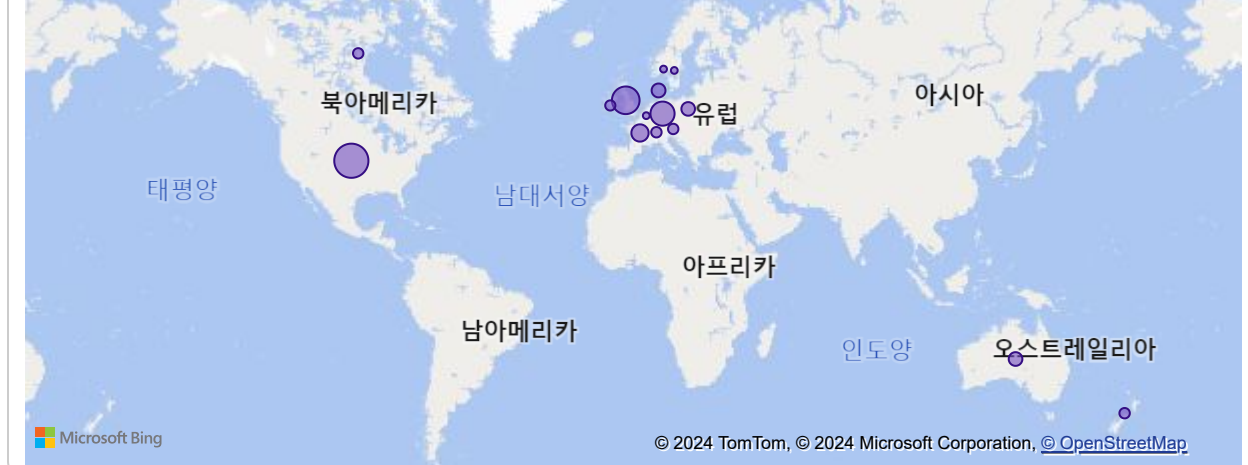 북아메리카
아시아
유럽
태평양
남대서양
아프리카
남아메리카
인도양
오스트레일리아
Microsoft Bing
© 2024 TomTom, © 2024 Microsoft Corporation, © OpenStreetMap